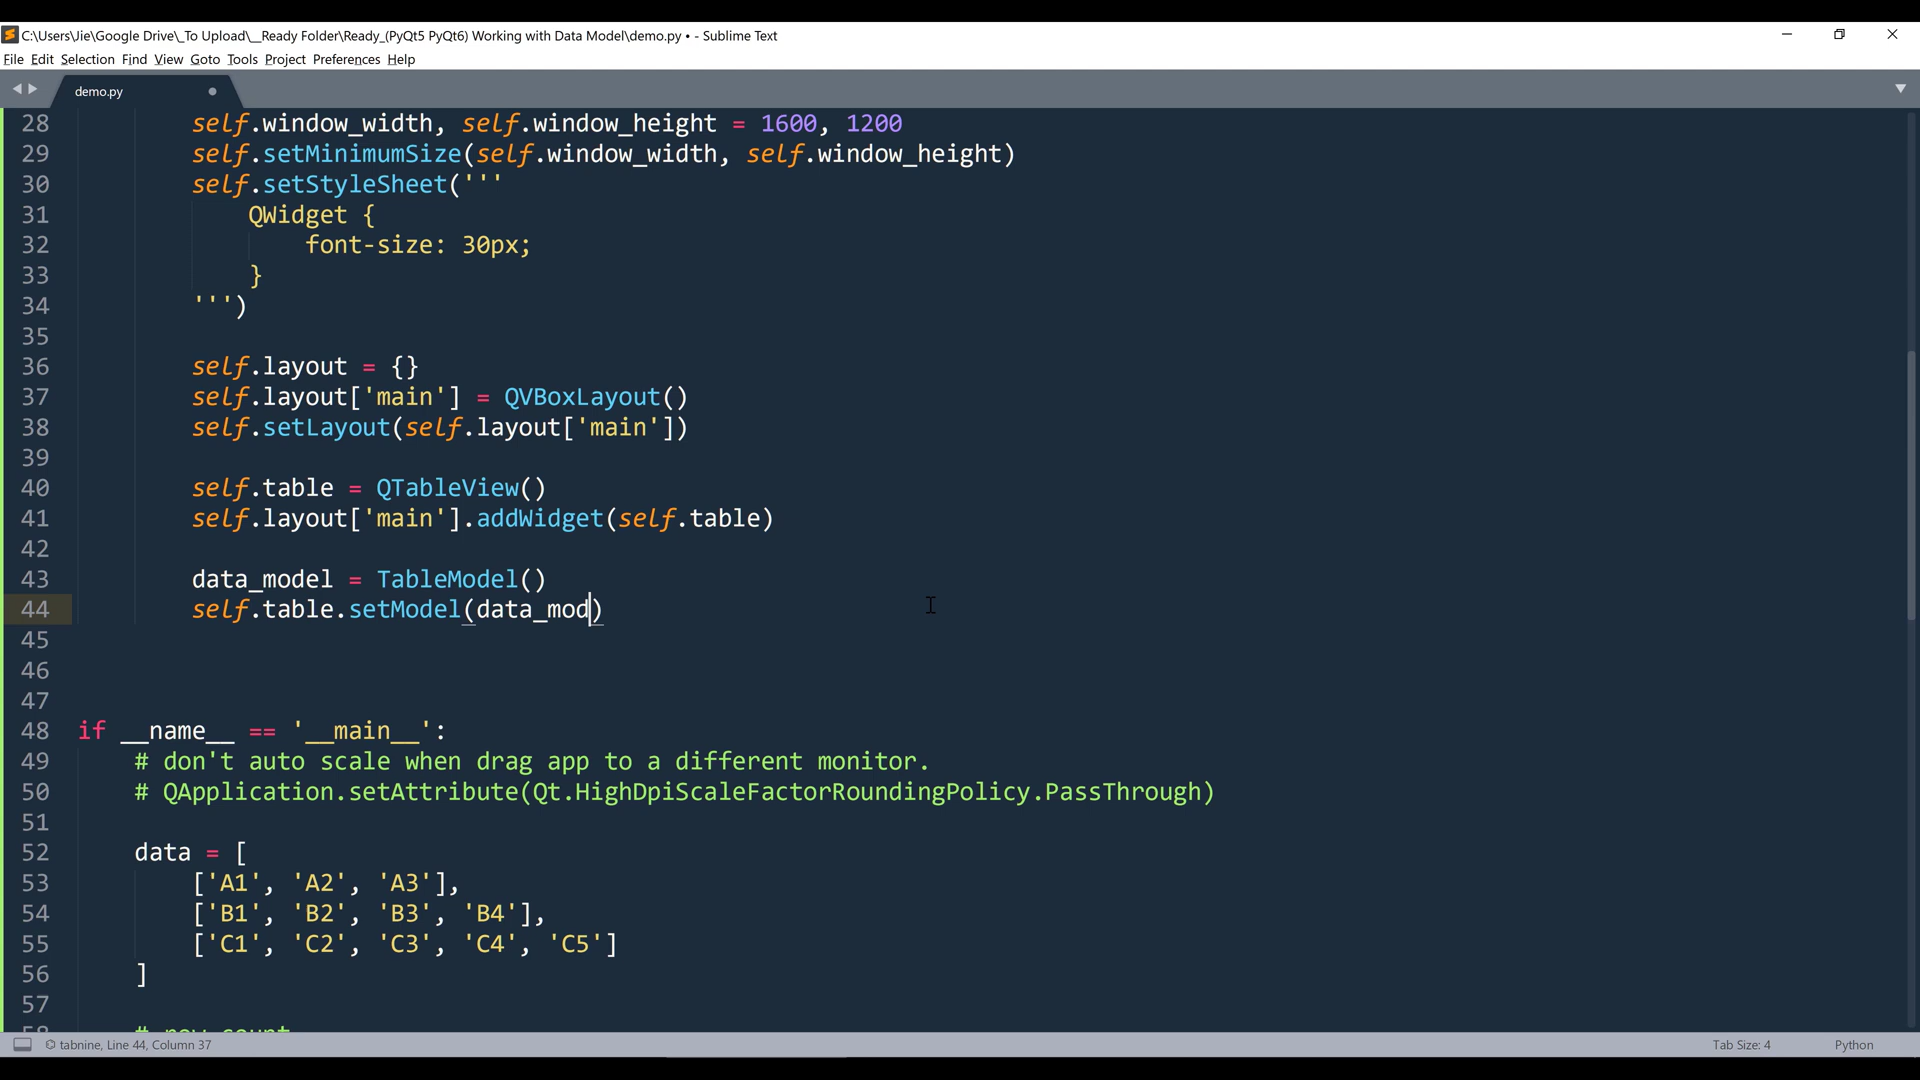 C:\Users\Jie\Google Drive\_To Upload\__Ready Folder\Ready_(PyQt5 PyQt6) Working with Data Model\demo.py • - Sublime Text
File Edit Selection Find View Goto Tools Project Preferences Help
demo.py
28 self.window_width, self.window_height = 1600, 1200
29 self.setMinimumSize(self.window_width, self.window_height)
30 self.setStyleSheet('''
31 QWidget {
32 font-size: 30px;
33 }
34 ''')
35
36 self.layout = {}
37 self.layout['main'] = QVBoxLayout()
38 self.setLayout(self.layout['main'])
39
40 self.table = QTableView()
41 self.layout['main'].addWidget(self.table)
42
43 data_model = TableModel()
44 self.table.setModel(data_mod)
45
46
47
48 if __name__ == '__main__':
49 # don't auto scale when drag app to a different monitor.
50 # QApplication.setAttribute(Qt.HighDpiScaleFactorRoundingPolicy.PassThrough)
51
52 data = [
53 ['A1', 'A2', 'A3'],
54 ['B1', 'B2', 'B3', 'B4'],
55 ['C1', 'C2', 'C3', 'C4', 'C5']
56 ]
57
58 # row count
tabnine, Line 44, Column 37 Tab Size: 4 Python